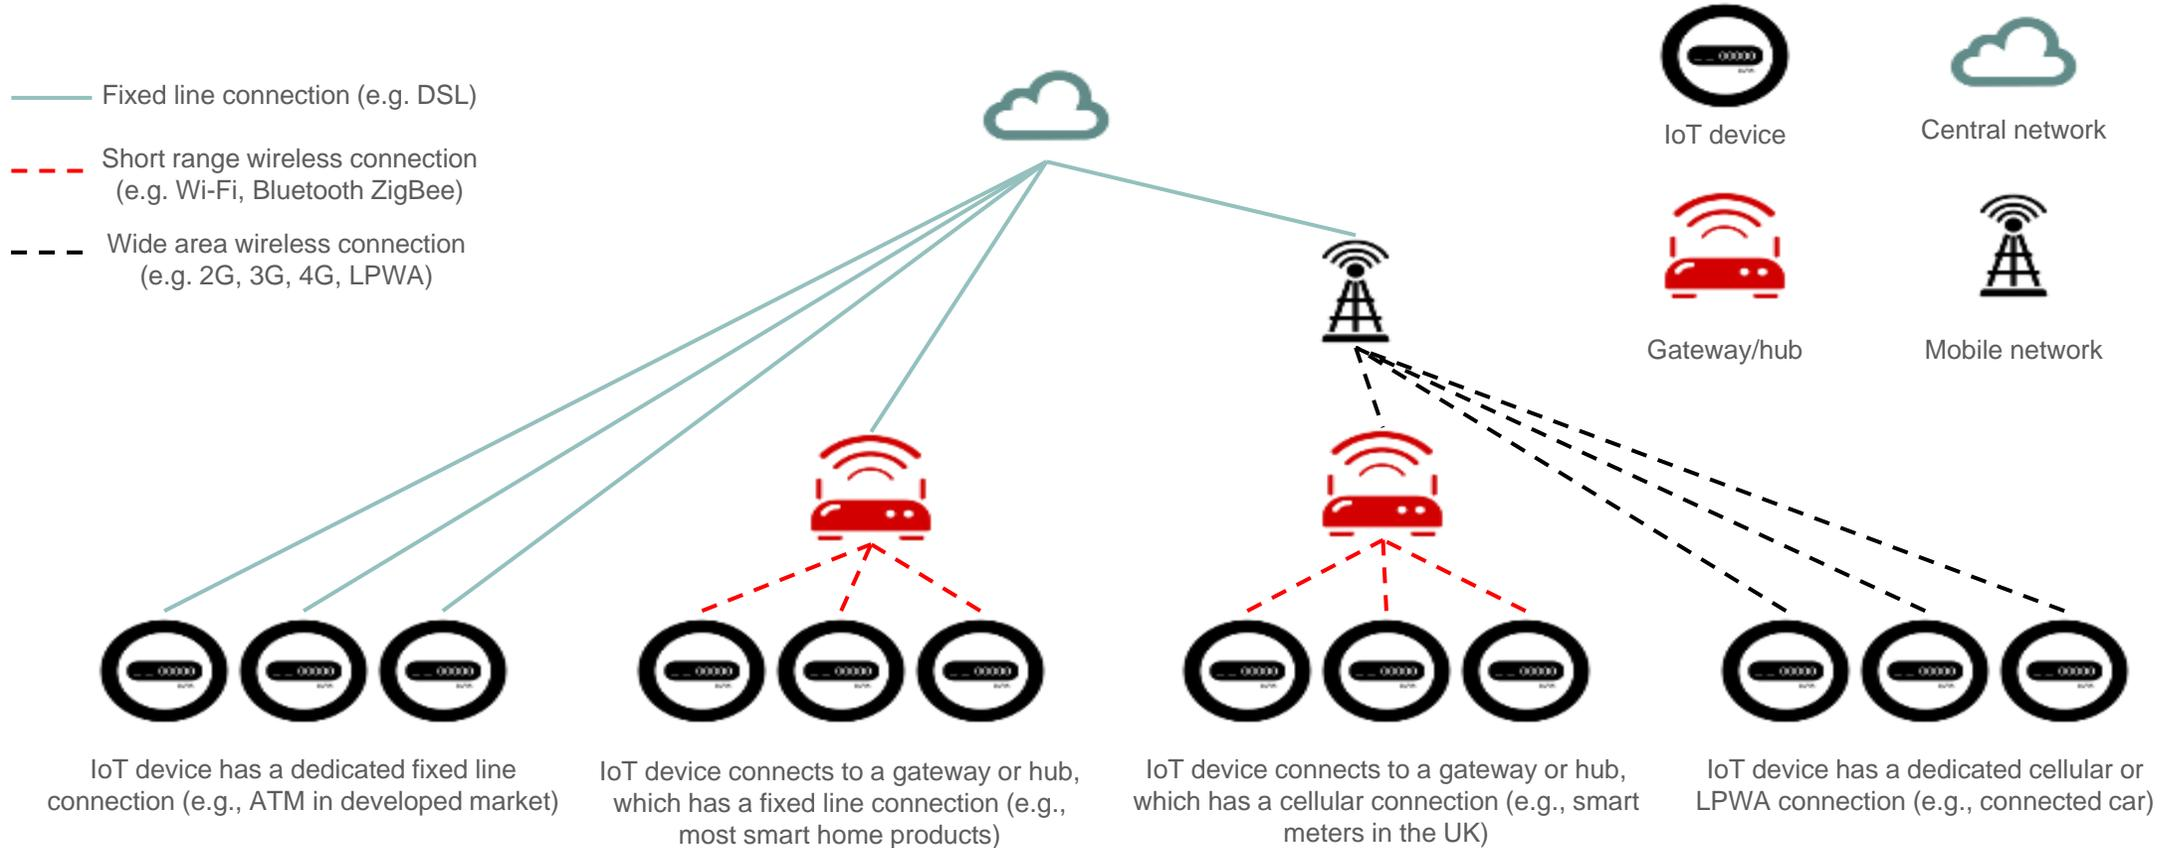 Fixed line connection (e.g. DSL)
Short range wireless connection
(e.g. Wi-Fi, Bluetooth ZigBee)
Wide area wireless connection
(e.g. 2G, 3G, 4G, LPWA)
IoT device
Central network
Gateway/hub
Mobile network
IoT device has a dedicated fixed line
connection (e.g., ATM in developed market)
IoT device connects to a gateway or hub,
which has a fixed line connection (e.g.,
most smart home products)
IoT device connects to a gateway or hub,
which has a cellular connection (e.g., smart
meters in the UK)
IoT device has a dedicated cellular or
LPWA connection (e.g., connected car)